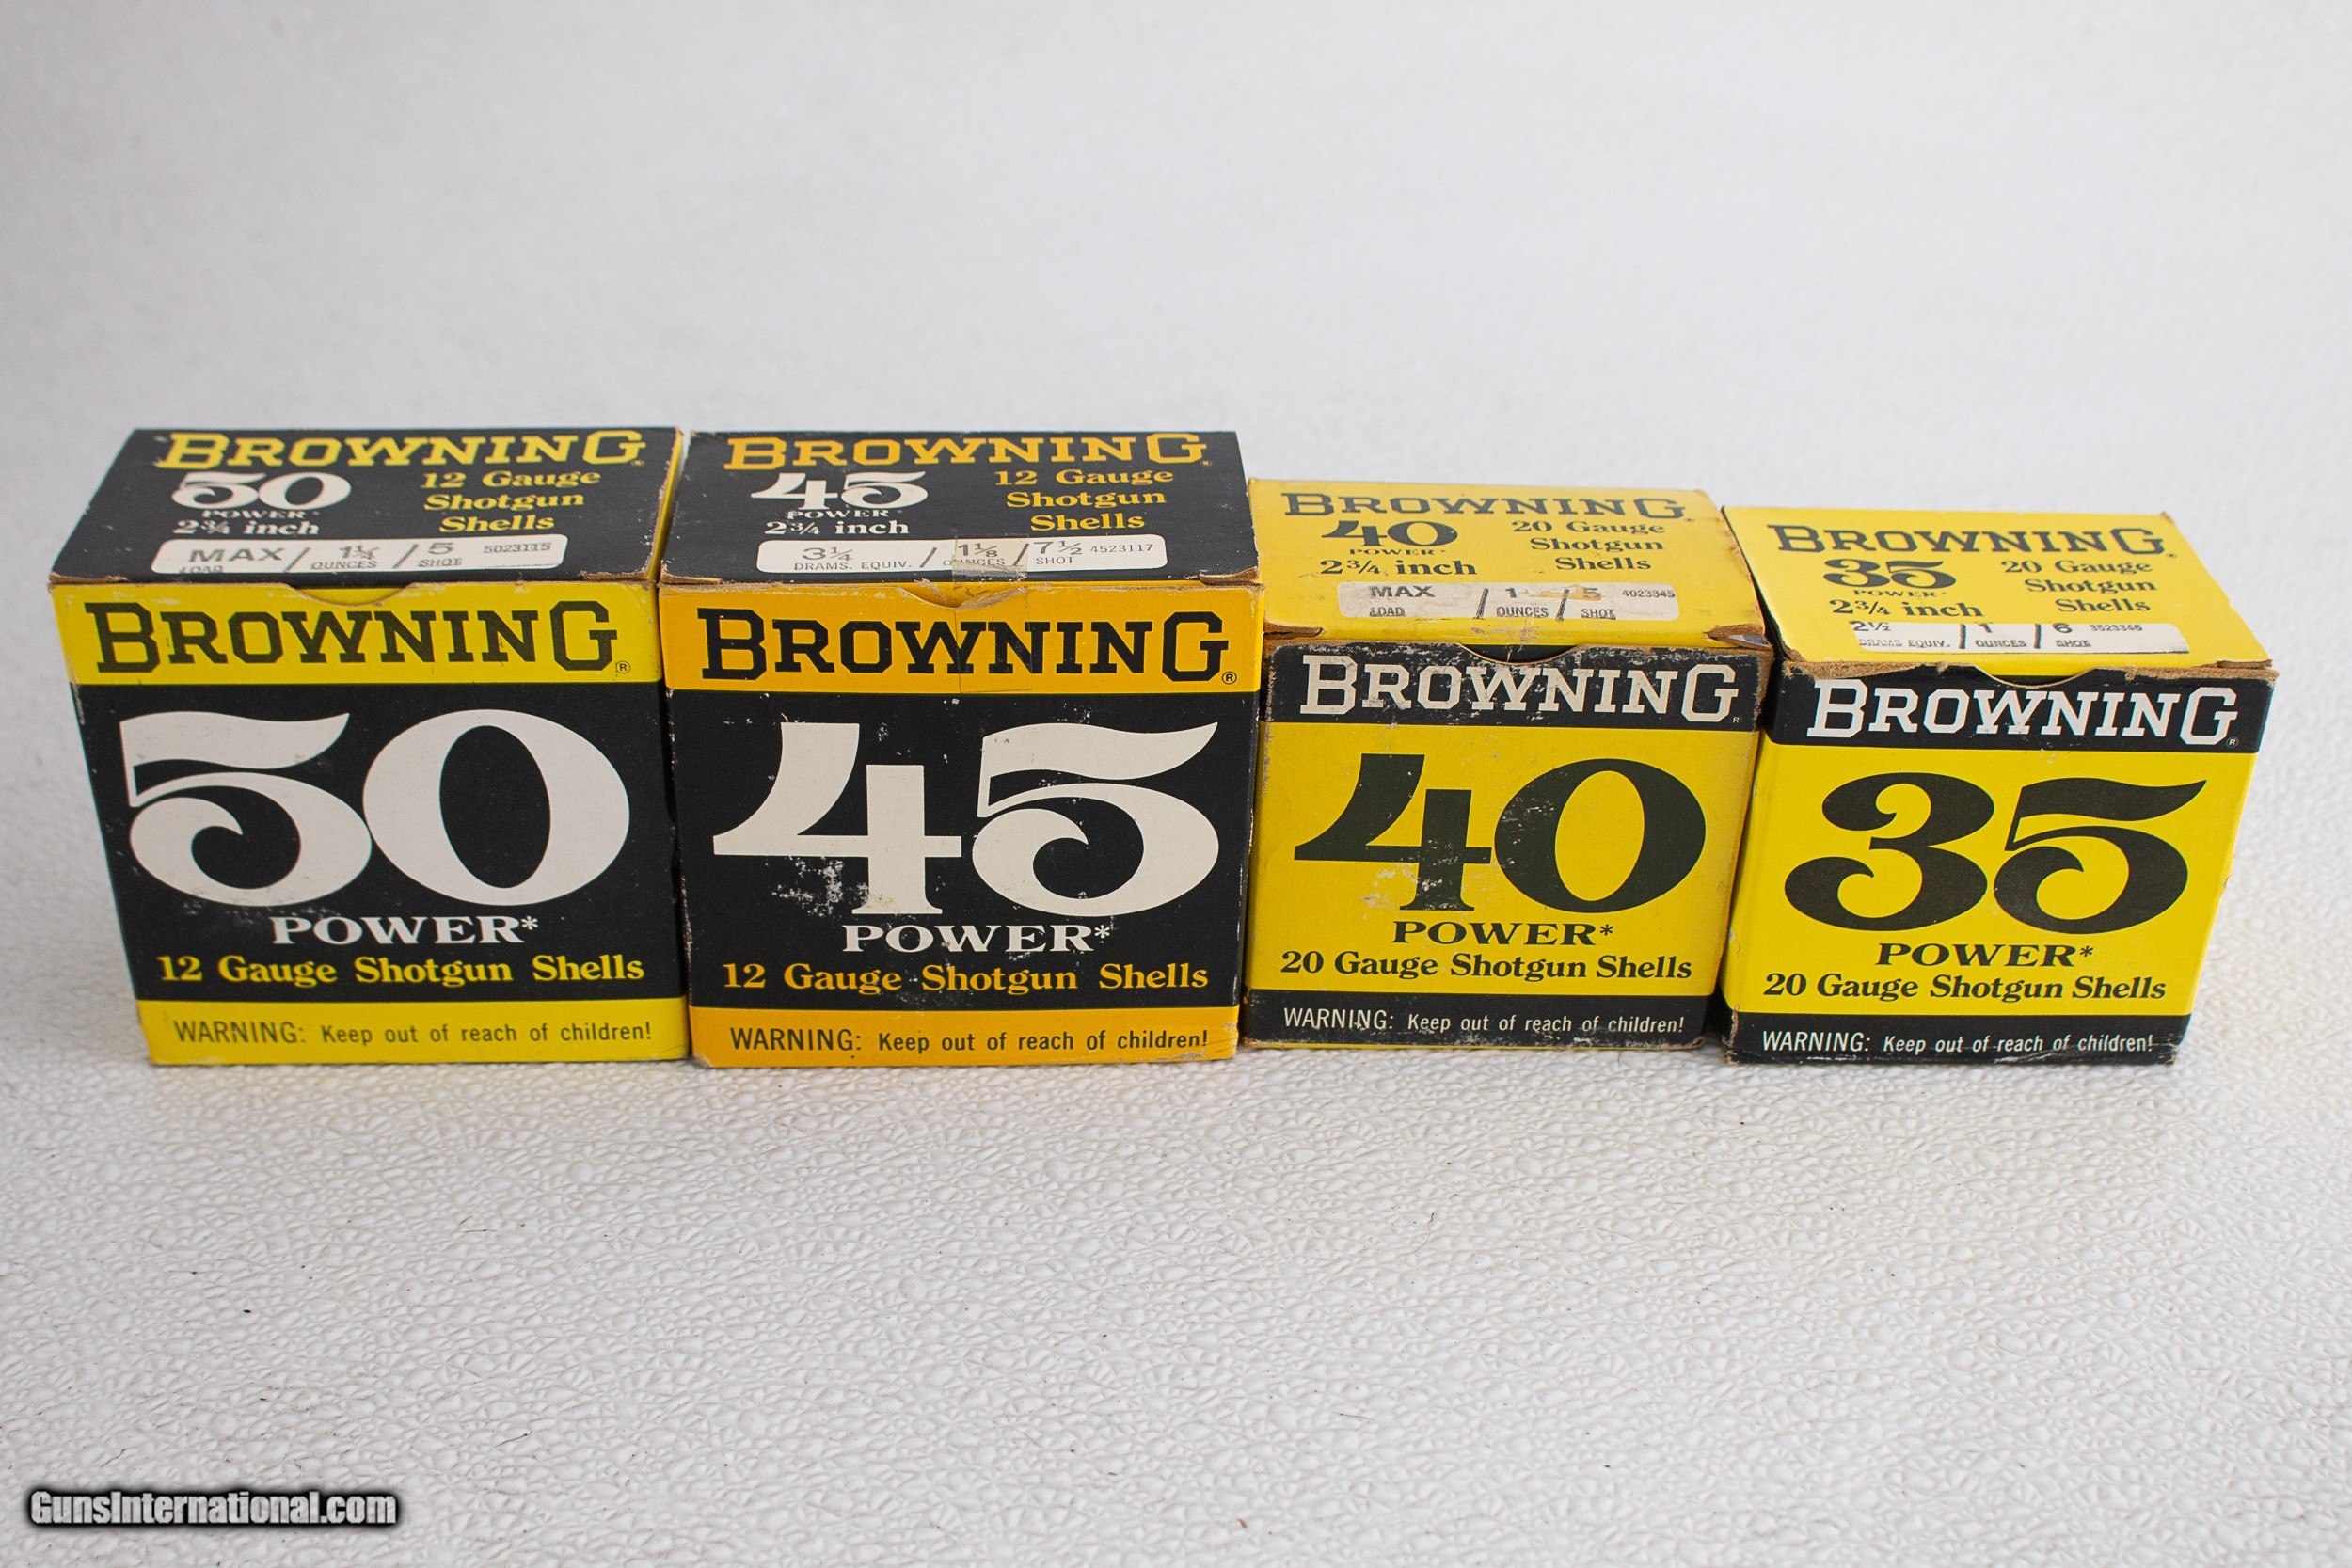 BROWNING®
50
POWER*
2¾ inch
12 Gauge
Shotgun
Shells
MAX / 1¼ / 5 5023115
LOAD OUNCES SHOT
BROWNING®
50
POWER*
12 Gauge Shotgun Shells
WARNING: Keep out of reach of children!
BROWNING®
45
POWER*
2¾ inch
12 Gauge
Shotgun
Shells
3¼ / 1⅛ / 7½ 4523117
DRAMS. EQUIV. OUNCES SHOT
BROWNING®
45
POWER*
12 Gauge Shotgun Shells
WARNING: Keep out of reach of children!
BROWNING®
40
POWER*
2¾ inch
20 Gauge
Shotgun
Shells
MAX / 1 / 5 4023345
LOAD OUNCES SHOT
BROWNING®
40
POWER*
20 Gauge Shotgun Shells
WARNING: Keep out of reach of children!
BROWNING®
35
POWER*
2¾ inch
20 Gauge
Shotgun
Shells
2½ / 1 / 6 3523346
DRAMS EQUIV. OUNCES SHOT
BROWNING®
35
POWER*
20 Gauge Shotgun Shells
WARNING: Keep out of reach of children!
GunsInternational.com